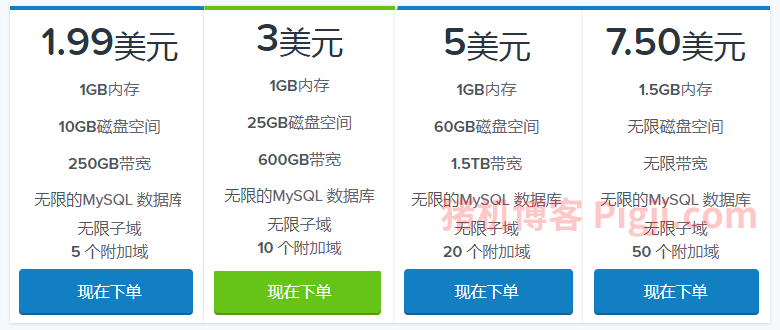 1.99美元
1GB内存
10GB磁盘空间
250GB带宽
无限的MySQL 数据库
无限子域
5 个附加域
现在下单
3美元
1GB内存
25GB磁盘空间
600GB带宽
无限的MySQL 数据库
无限子域
10 个附加域
现在下单
5美元
1GB内存
60GB磁盘空间
1.5TB带宽
无限的MySQL 数据库
无限子域
20 个附加域
现在下单
7.50美元
1.5GB内存
无限磁盘空间
无限带宽
无限的MySQL 数据库
无限子域
50 个附加域
现在下单
猪机博客 Pigji.com